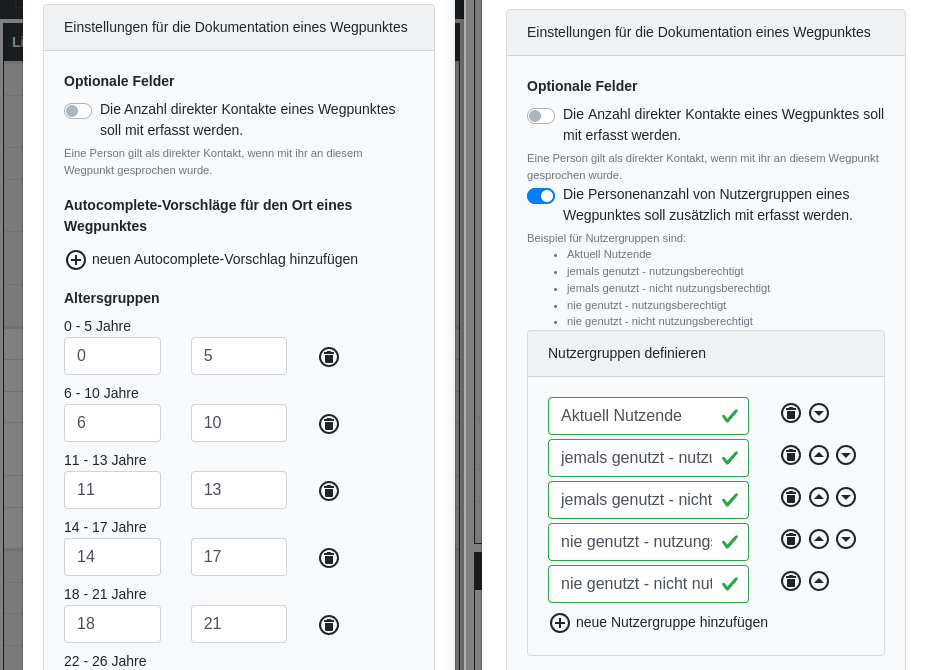 Li
Einstellungen für die Dokumentation eines Wegpunktes
Optionale Felder
Die Anzahl direkter Kontakte eines Wegpunktes
soll mit erfasst werden.
Eine Person gilt als direkter Kontakt, wenn mit ihr an diesem
Wegpunkt gesprochen wurde.
Autocomplete-Vorschläge für den Ort eines
Wegpunktes
neuen Autocomplete-Vorschlag hinzufügen
Altersgruppen
0 - 5 Jahre
0 5
6 - 10 Jahre
6 10
11 - 13 Jahre
11 13
14 - 17 Jahre
14 17
18 - 21 Jahre
18 21
22 - 26 Jahre
Einstellungen für die Dokumentation eines Wegpunktes
Optionale Felder
Die Anzahl direkter Kontakte eines Wegpunktes soll
mit erfasst werden.
Eine Person gilt als direkter Kontakt, wenn mit ihr an diesem Wegpunkt
gesprochen wurde.
Die Personenanzahl von Nutzergruppen eines
Wegpunktes soll zusätzlich mit erfasst werden.
Beispiel für Nutzergruppen sind:
• Aktuell Nutzende
• jemals genutzt - nutzungsberechtigt
• jemals genutzt - nicht nutzungsberechtigt
• nie genutzt - nutzungsberechtigt
• nie genutzt - nicht nutzungsberechtigt
Nutzergruppen definieren
Aktuell Nutzende
jemals genutzt - nutzu
jemals genutzt - nicht
nie genutzt - nutzungs
nie genutzt - nicht nut
neue Nutzergruppe hinzufügen